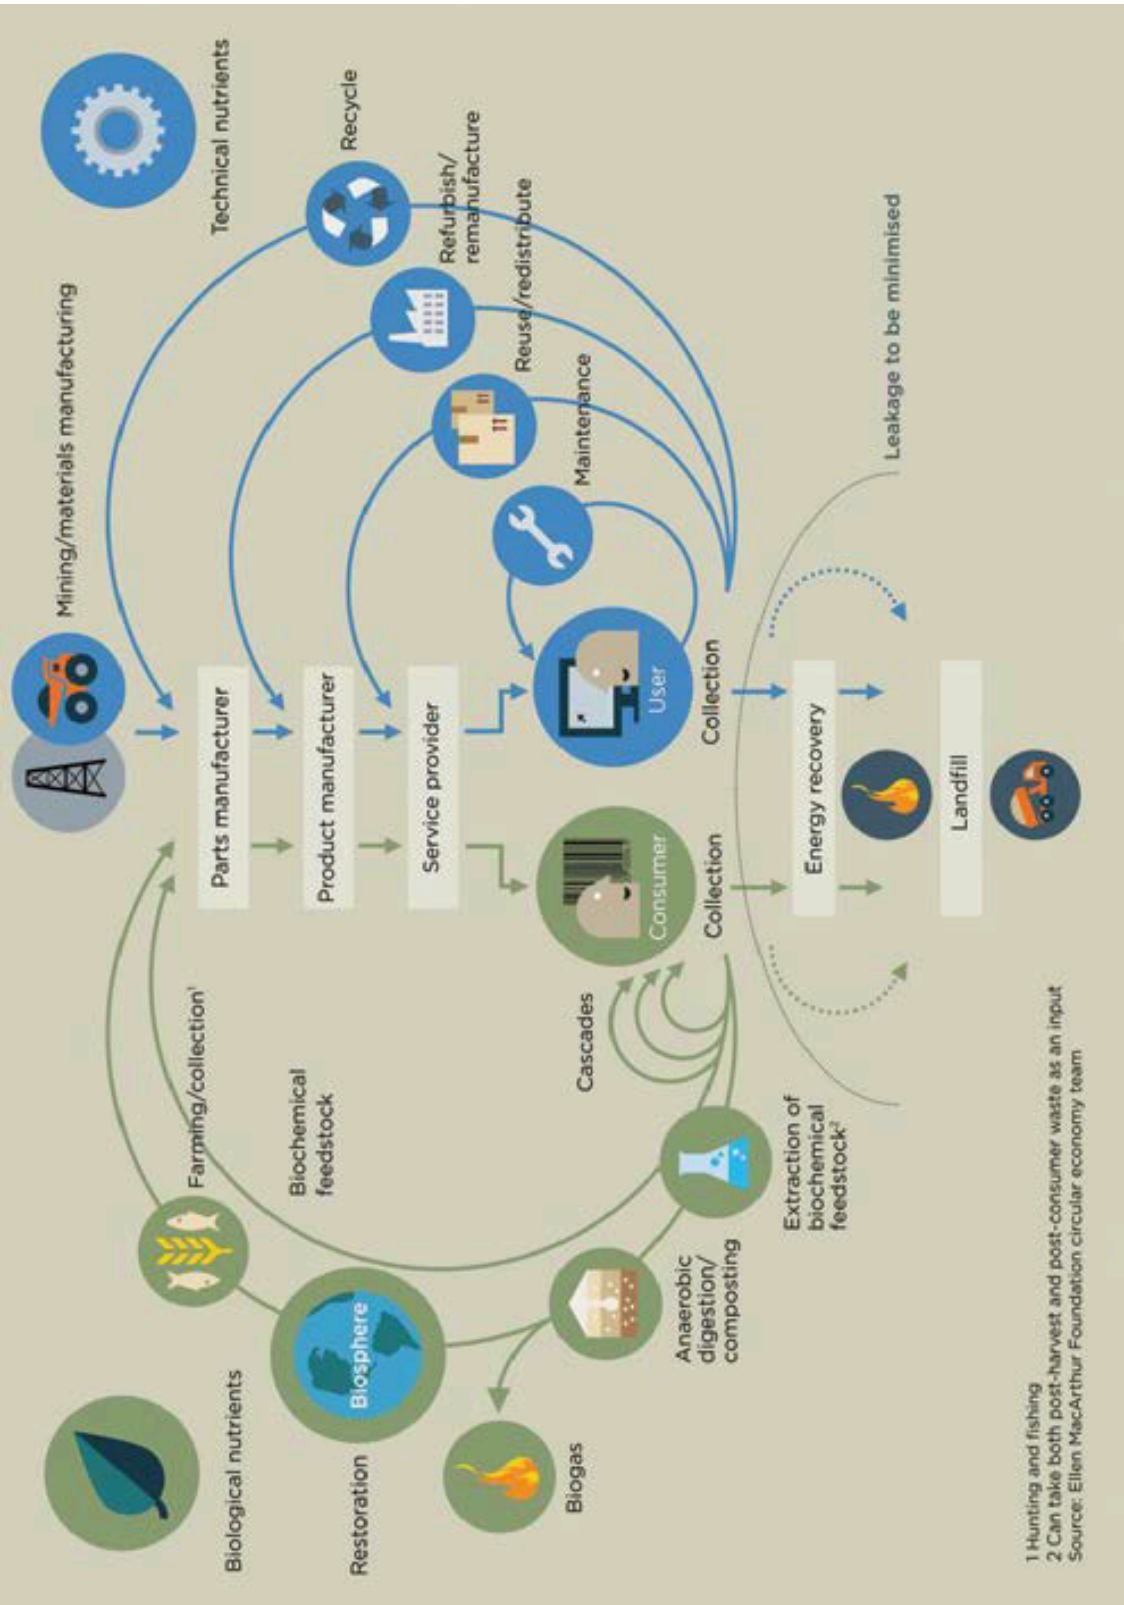 Biological nutrients
Technical nutrients
Mining/materials manufacturing
Farming/collection¹
Parts manufacturer
Recycle
Biochemical
feedstock
Restoration
Biosphere
Product manufacturer
Refurbish/
remanufacture
Service provider
Reuse/redistribute
Biogas
Cascades
Maintenance
Consumer
User
Anaerobic
digestion/
composting
Collection
Collection
Extraction of
biochemical
feedstock²
Energy recovery
Leakage to be minimised
Landfill
1 Hunting and fishing
2 Can take both post-harvest and post-consumer waste as an input
Source: Ellen MacArthur Foundation circular economy team